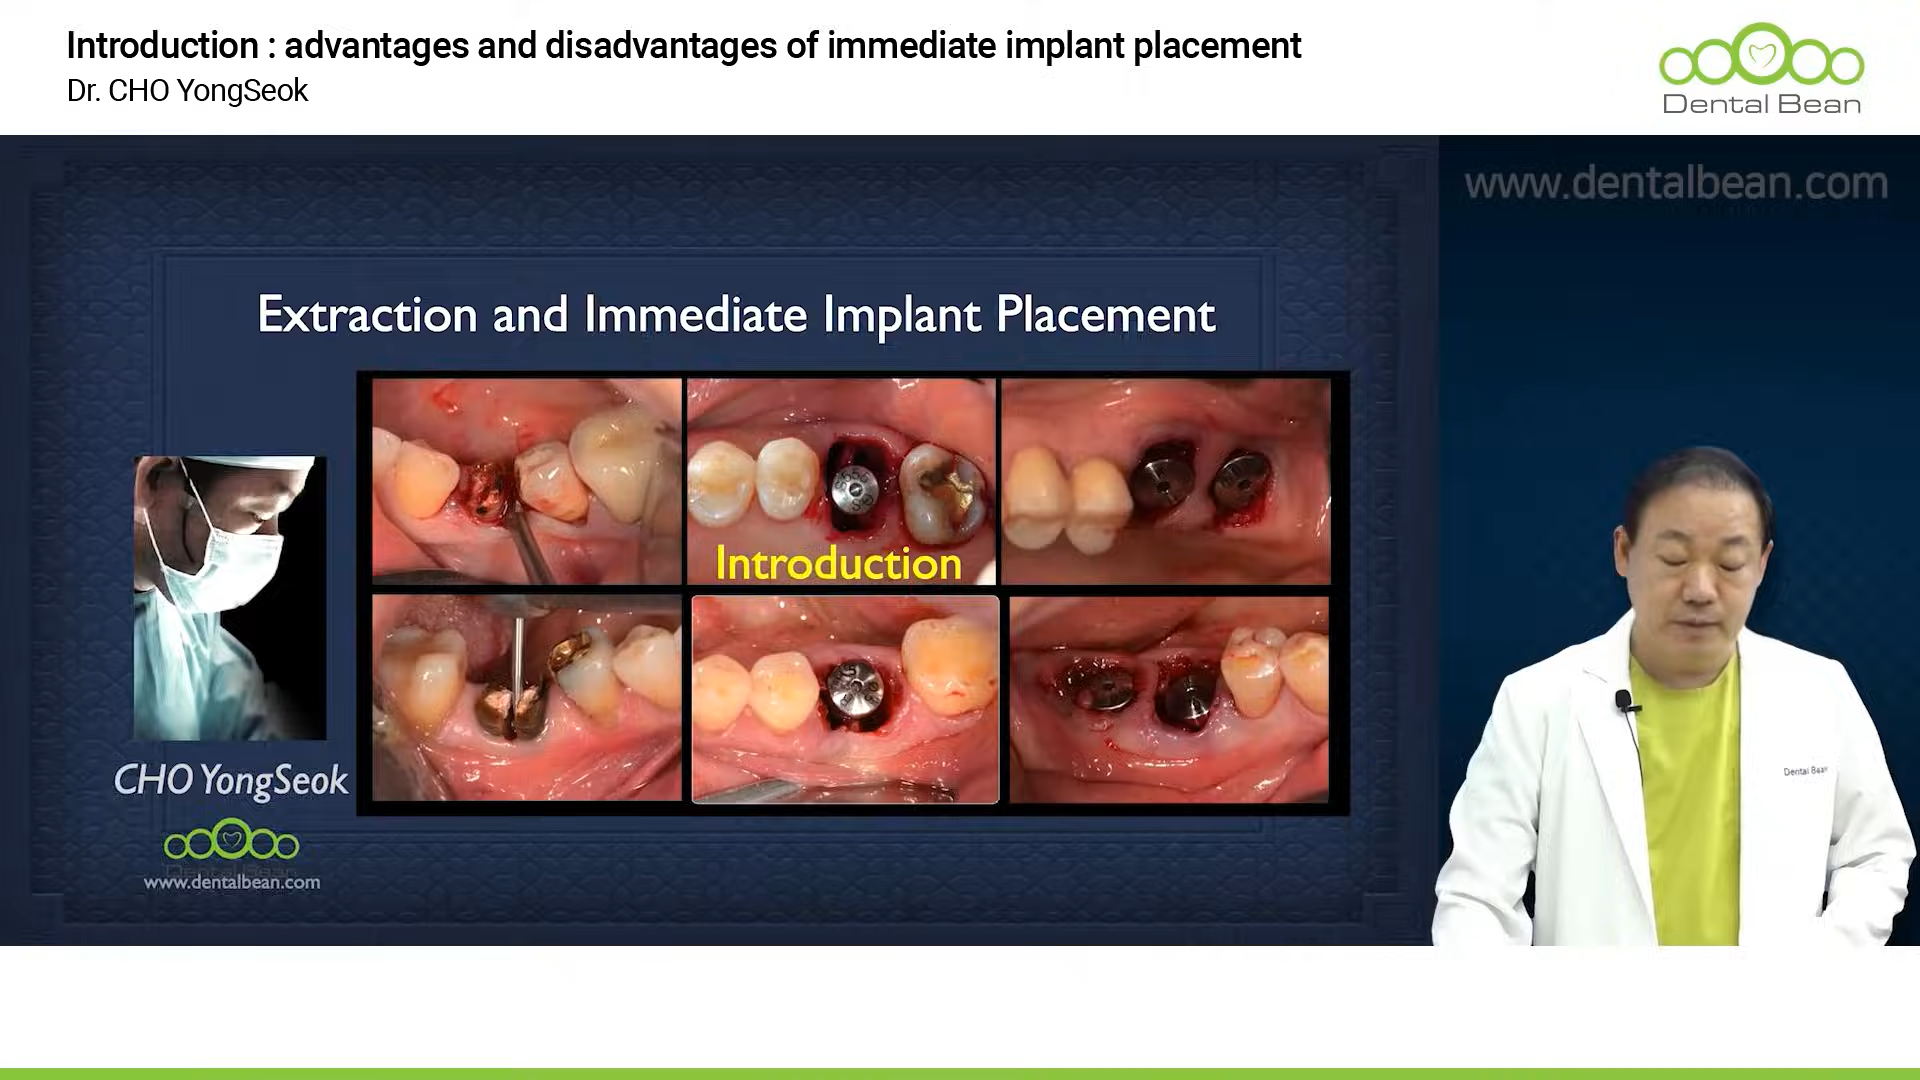 Introduction : advantages and disadvantages of immediate implant placement
Dr. CHO YongSeok
Dental Bean
www.dentalbean.com
Extraction and Immediate Implant Placement
Introduction
CHO YongSeok
www.dentalbean.com
Dental Bean